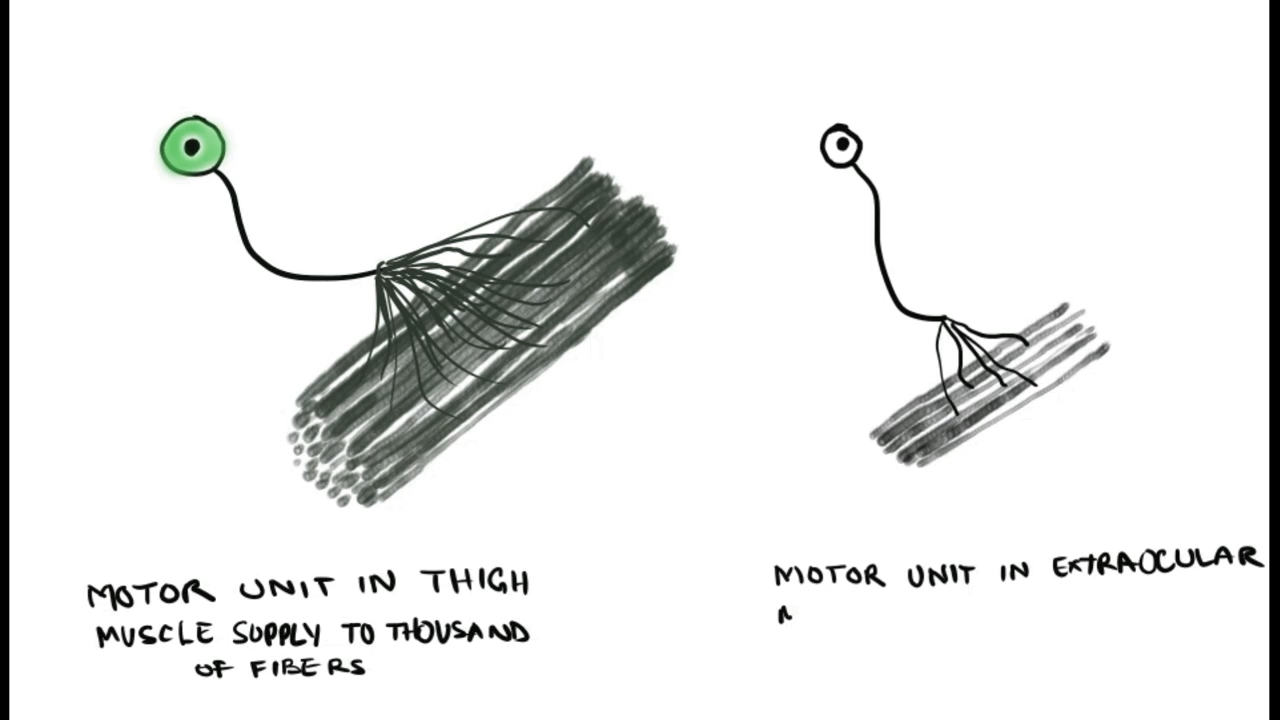 MOTOR UNIT IN THIGH
MUSCLE SUPPLY TO THOUSAND
OF FIBERS
MOTOR UNIT IN EXTRAOCULAR